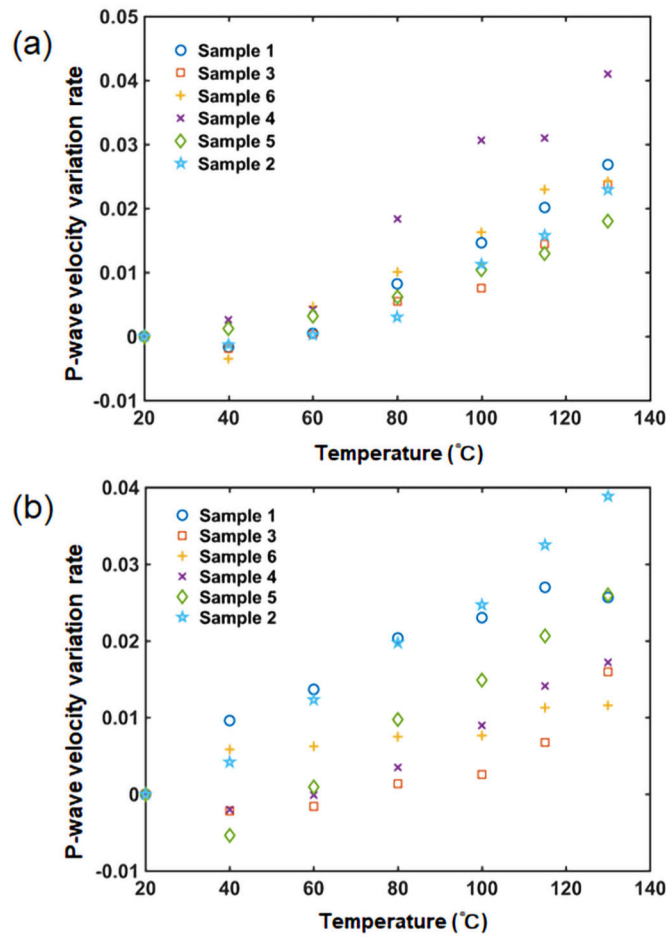 (a)
0.05
0.04
0.03
0.02
0.01
0
-0.01
P-wave velocity variation rate
Sample 1
Sample 3
Sample 6
Sample 4
Sample 5
Sample 2
20 40 60 80 100 120 140
Temperature (°C)
(b)
0.04
0.03
0.02
0.01
0
-0.01
P-wave velocity variation rate
Sample 1
Sample 3
Sample 6
Sample 4
Sample 5
Sample 2
20 40 60 80 100 120 140
Temperature (°C)